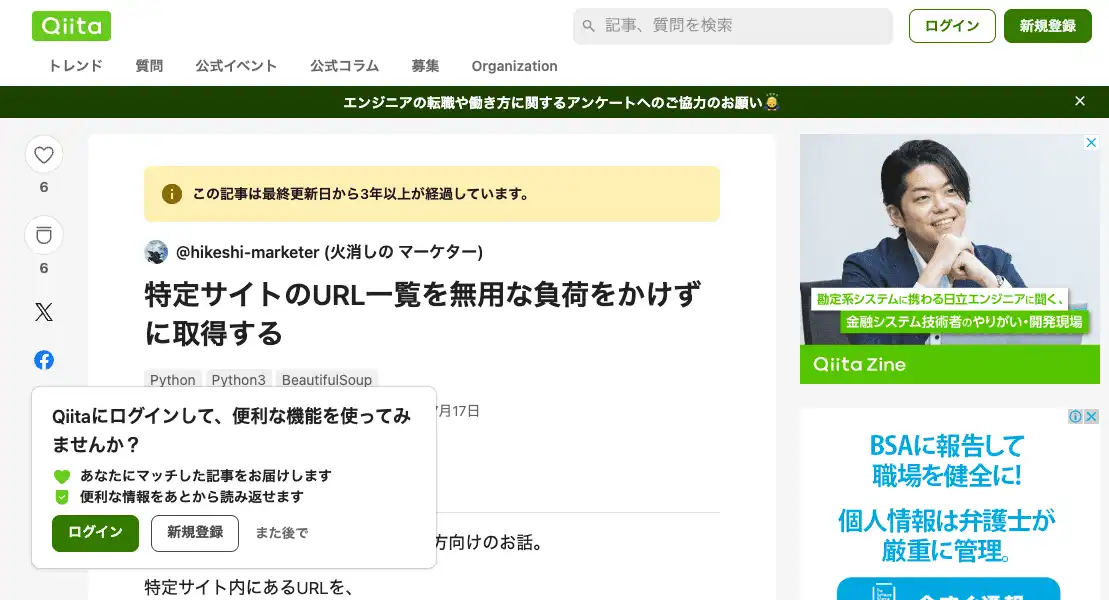 Qiita
記事、質問を検索
ログイン
新規登録
トレンド
質問
公式イベント
公式コラム
募集
Organization
エンジニアの転職や働き方に関するアンケートへのご協力のお願い
6
6
この記事は最終更新日から3年以上が経過しています。
@hikeshi-marketer (火消しの マーケター)
特定サイトのURL一覧を無用な負荷をかけず
に取得する
Python
Python3
BeautifulSoup
月17日
方向けのお話。
特定サイト内にあるURLを、
Qiitaにログインして、便利な機能を使ってみ
ませんか？
あなたにマッチした記事をお届けします
便利な情報をあとから読み返せます
ログイン
新規登録
また後で
勘定系システムに携わる日立エンジニアに聞く、
金融システム技術者のやりがい・開発現場
Qiita Zine
BSAに報告して
職場を健全に!
個人情報は弁護士が
厳重に管理。